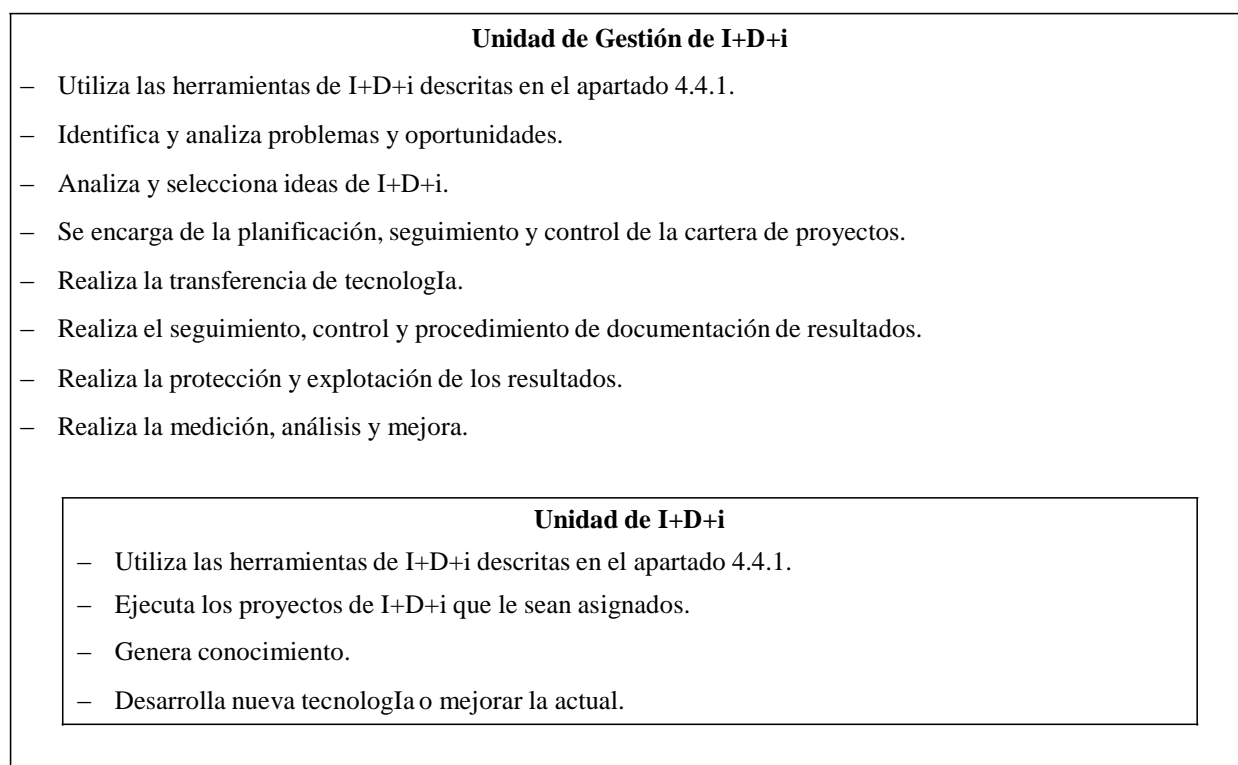 Unidad de Gestión de I+D+i
– Utiliza las herramientas de I+D+i descritas en el apartado 4.4.1.
– Identifica y analiza problemas y oportunidades.
– Analiza y selecciona ideas de I+D+i.
– Se encarga de la planificación, seguimiento y control de la cartera de proyectos.
– Realiza la transferencia de tecnologIa.
– Realiza el seguimiento, control y procedimiento de documentación de resultados.
– Realiza la protección y explotación de los resultados.
– Realiza la medición, análisis y mejora.
Unidad de I+D+i
– Utiliza las herramientas de I+D+i descritas en el apartado 4.4.1.
– Ejecuta los proyectos de I+D+i que le sean asignados.
– Genera conocimiento.
– Desarrolla nueva tecnologIa o mejorar la actual.